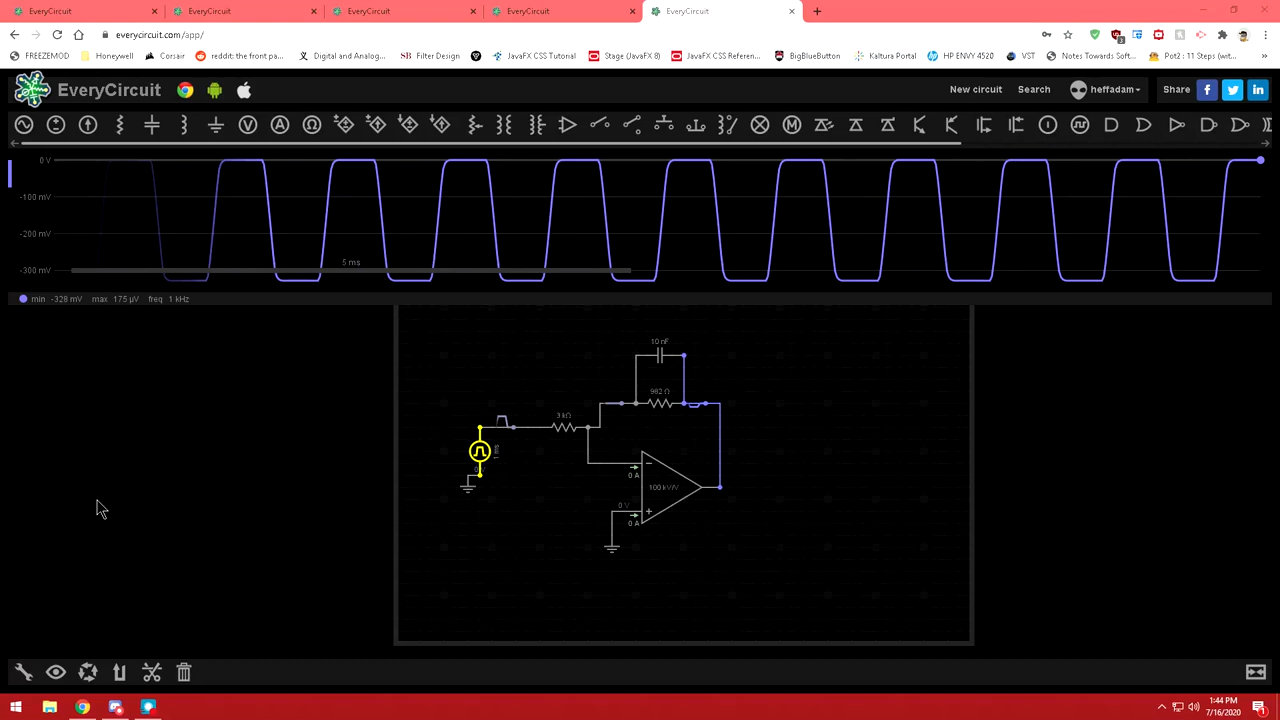 EveryCircuit
EveryCircuit
EveryCircuit
EveryCircuit
EveryCircuit
everycircuit.com/app/
FREEZEMOD
Honeywell
Corsair
reddit: the front pa...
Digital and Analog...
Filter Design
JavaFX CSS Tutorial
Stage (JavaFX 8)
JavaFX CSS Referen...
BigBlueButton
Kaltura Portal
HP ENVY 4520
VST
Notes Towards Soft...
Pot2 : 11 Steps (wit...
EveryCircuit
New circuit
Search
heffadam
Share
0 V
-100 mV
-200 mV
-300 mV
5 ms
min -328 mV max 175 µV freq 1 kHz
10 nF
982 Ω
3 kΩ
1 ms
0 V
0 A
100 kV/V
0 V
0 A
1:44 PM
7/16/2020